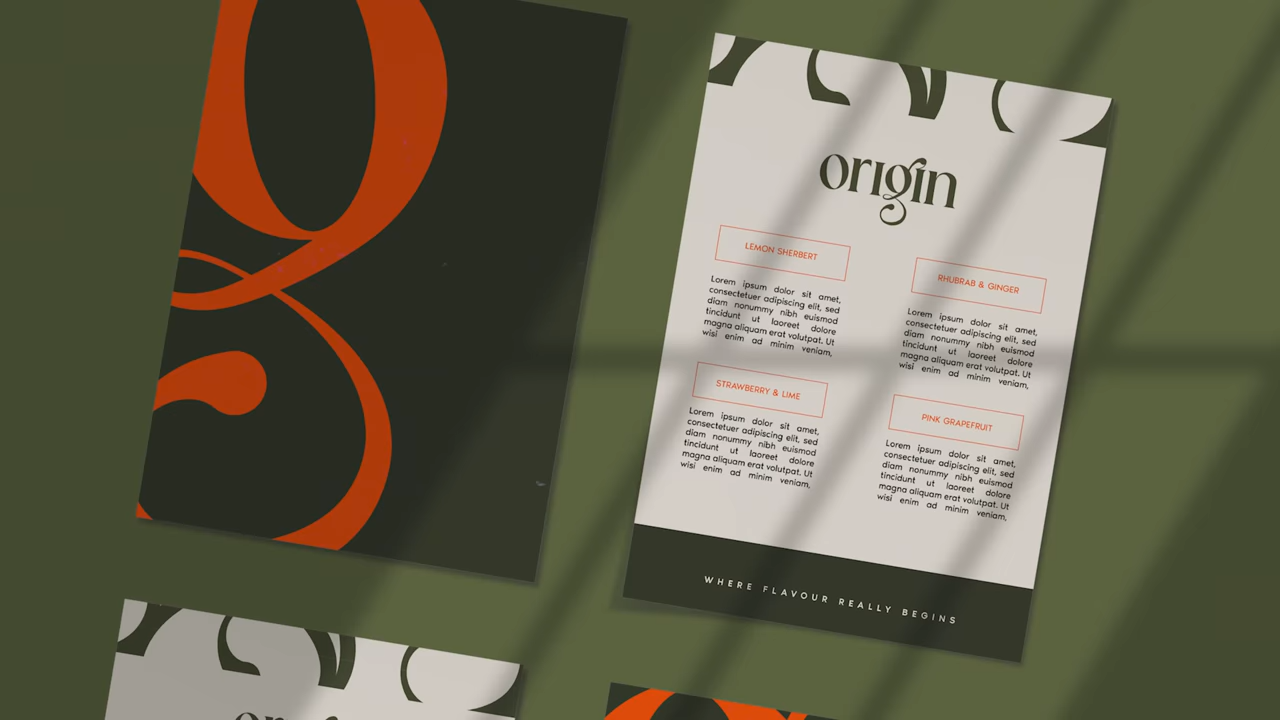 origin
LEMON SHERBERT
Lorem ipsum dolor sit amet,
consectetuer adipiscing elit, sed
diam nonummy nibh euismod
tincidunt ut laoreet dolore
magna aliquam erat volutpat. Ut
wisi enim ad minim veniam,
RHUBRAB & GINGER
Lorem ipsum dolor sit amet,
consectetuer adipiscing elit, sed
diam nonummy nibh euismod
tincidunt ut laoreet dolore
magna aliquam erat volutpat. Ut
wisi enim ad minim veniam,
STRAWBERRY & LIME
Lorem ipsum dolor sit amet,
consectetuer adipiscing elit, sed
diam nonummy nibh euismod
tincidunt ut laoreet dolore
magna aliquam erat volutpat. Ut
wisi enim ad minim veniam,
PINK GRAPEFRUIT
Lorem ipsum dolor sit amet,
consectetuer adipiscing elit, sed
diam nonummy nibh euismod
tincidunt ut laoreet dolore
magna aliquam erat volutpat. Ut
wisi enim ad minim veniam,
WHERE FLAVOUR REALLY BEGINS